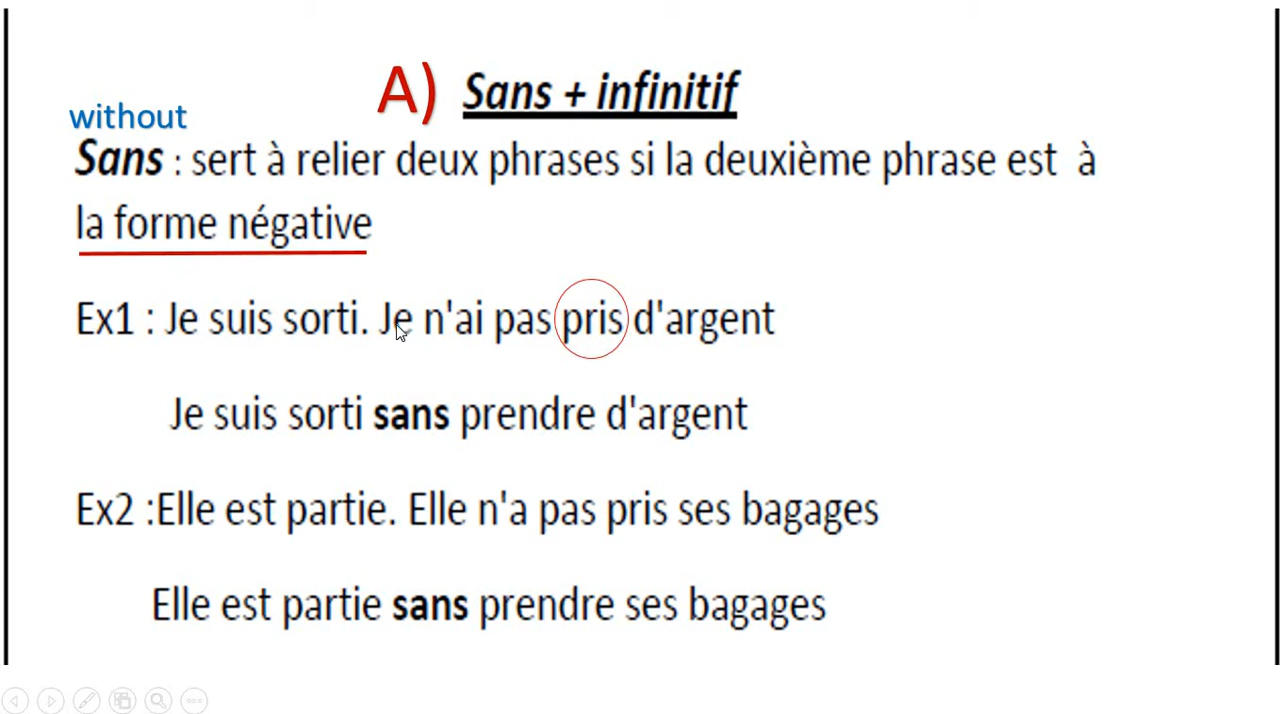 A) Sans + infinitif
without
Sans : sert à relier deux phrases si la deuxième phrase est à
la forme négative
Ex1 : Je suis sorti. Je n'ai pas pris d'argent
Je suis sorti sans prendre d'argent
Ex2 :Elle est partie. Elle n'a pas pris ses bagages
Elle est partie sans prendre ses bagages